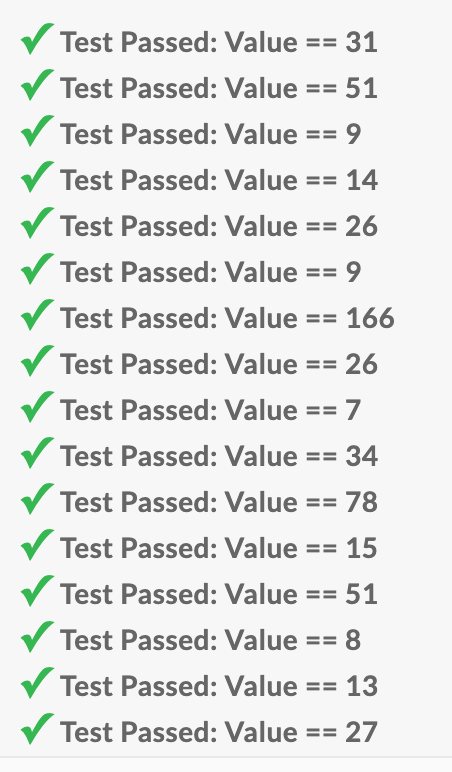 Test Passed: Value == 31
Test Passed: Value == 51
Test Passed: Value == 9
Test Passed: Value == 14
Test Passed: Value == 26
Test Passed: Value == 9
Test Passed: Value == 166
Test Passed: Value == 26
Test Passed: Value == 7
Test Passed: Value == 34
Test Passed: Value == 78
Test Passed: Value == 15
Test Passed: Value == 51
Test Passed: Value == 8
Test Passed: Value == 13
Test Passed: Value == 27